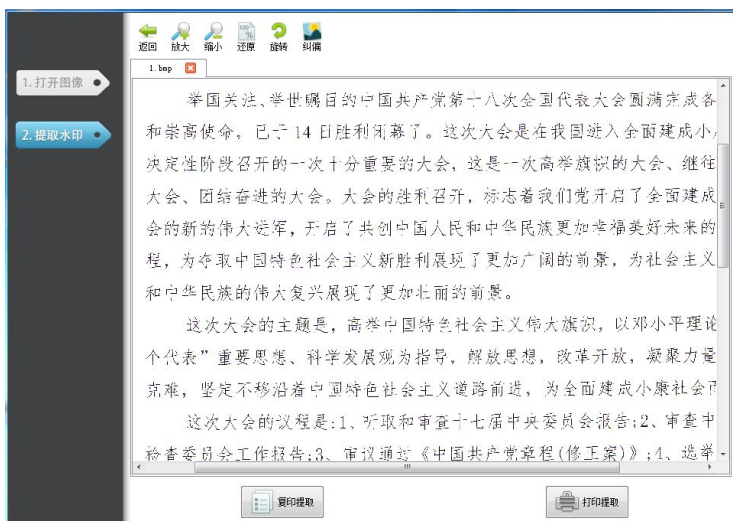 返回 放大 缩小 还原 旋转 纠偏
1.bmp
1.打开图像
2.提取水印
举国关注、举世瞩目的中国共产党第十八次全国代表大会圆满完成各
和崇高使命，已于 14 日胜利闭幕了。这次大会是在我国进入全面建成小
决定性阶段召开的一次十分重要的大会，这是一次高举旗帜的大会、继往
大会、团结奋进的大会。大会的胜利召开，标志着我们党开启了全面建成
会的新的伟大进军，开启了共创中国人民和中华民族更加幸福美好未来的
程，为夺取中国特色社会主义新胜利展现了更加广阔的前景，为社会主义
和中华民族的伟大复兴展现了更加壮丽的前景。
这次大会的主题是，高举中国特色社会主义伟大旗帜，以邓小平理论
个代表”重要思想、科学发展观为指导，解放思想，改革开放，凝聚力量
克难，坚定不移沿着中国特色社会主义道路前进，为全面建成小康社会而
这次大会的议程是:1、听取和审查十七届中央委员会报告;2、审查中
检查委员会工作报告;3、审议通过《中国共产党章程(修正案)》;4、选举
复印提取 打印提取